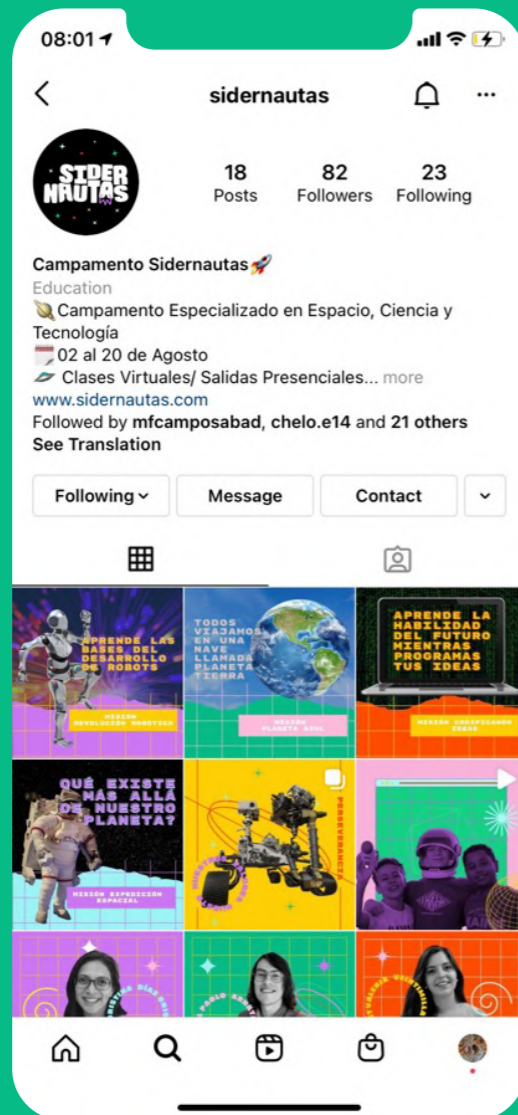 08:01
sidernautas
SIDER
NAUTAS
18
Posts
82
Followers
23
Following
Campamento Sidernautas
Education
Campamento Especializado en Espacio, Ciencia y
Tecnología
02 al 20 de Agosto
Clases Virtuales/ Salidas Presenciales... more
www.sidernautas.com
Followed by mfcamposabad, chelo.e14 and 21 others
See Translation
Following
Message
Contact
APRENDE LAS
BASES DEL
DESARROLLO
DE ROBOTS
MISIÓN
REVOLUCIÓN ROBÓTICA
TODOS
VIAJAMOS
EN UNA
NAVE
LLAMADA
PLANETA
TIERRA
MISIÓN
PLANETA AZUL
APRENDE LA
HABILIDAD
DEL FUTURO
MIENTRAS
PROGRAMAS
TUS IDEAS
MISIÓN CODIFICANDO
IDEAS
QUÉ EXISTE
MÁS ALLÁ
DE NUESTRO
PLANETA?
MISIÓN EXPEDICIÓN
ESPACIAL
PERSEVERANCIA